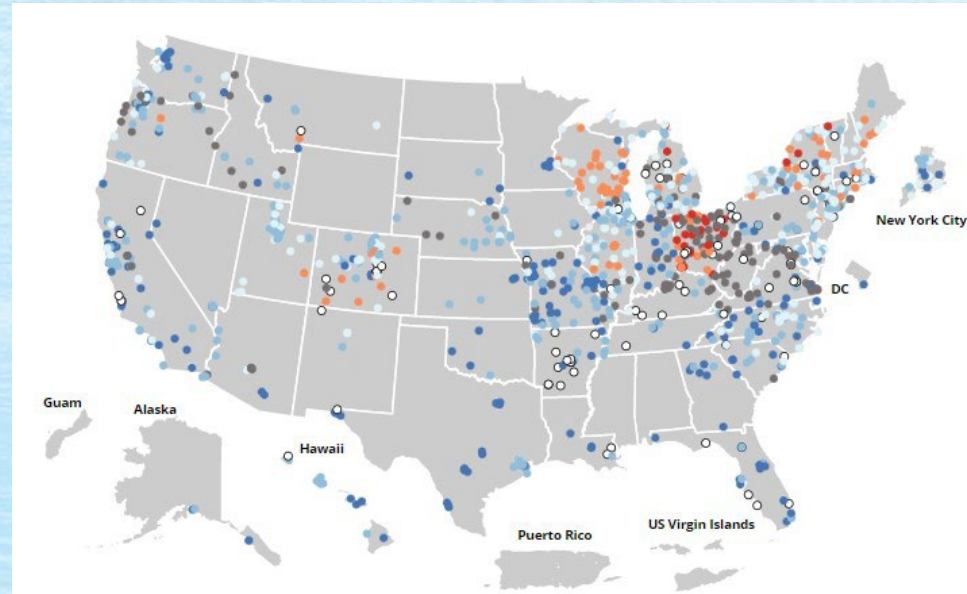 New York City
DC
Guam
Alaska
Hawaii
US Virgin Islands
Puerto Rico